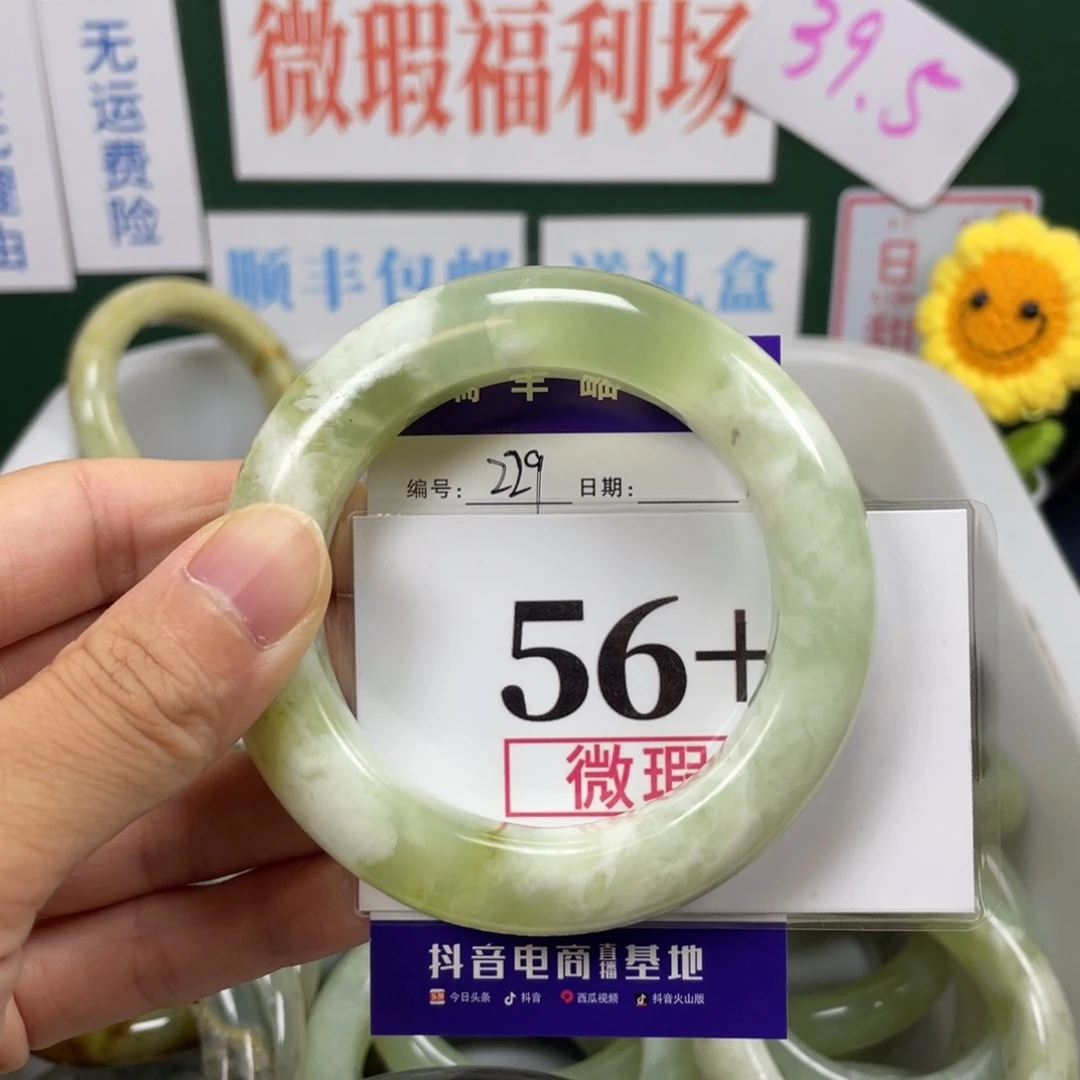 无运费险
微瑕福利场
39.5
由
顺丰包邮
送礼盒
日
编号: 229 日期:
56+
微瑕
抖音电商直播基地
今日头条 抖音 西瓜视频 抖音火山版